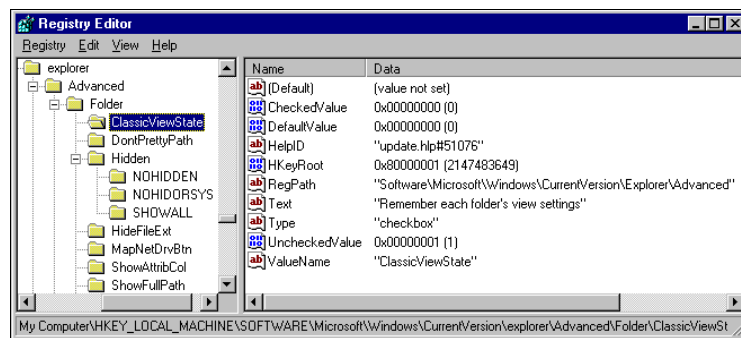 Registry Editor
Registry Edit View Help
explorer
Advanced
Folder
ClassicViewState
DontPrettyPath
Hidden
NOHIDDEN
NOHIDORSYS
SHOWALL
HideFileExt
MapNetDrvBtn
ShowAttribCol
ShowFullPath
Name Data
(Default) (value not set)
CheckedValue 0x00000000 (0)
DefaultValue 0x00000000 (0)
HelpID "update.hlp#51076"
HKeyRoot 0x80000001 (2147483649)
RegPath "Software\Microsoft\Windows\CurrentVersion\Explorer\Advanced"
Text "Remember each folder's view settings"
Type "checkbox"
UncheckedValue 0x00000001 (1)
ValueName "ClassicViewState"
My Computer\HKEY_LOCAL_MACHINE\SOFTWARE\Microsoft\Windows\CurrentVersion\explorer\Advanced\Folder\ClassicViewSt